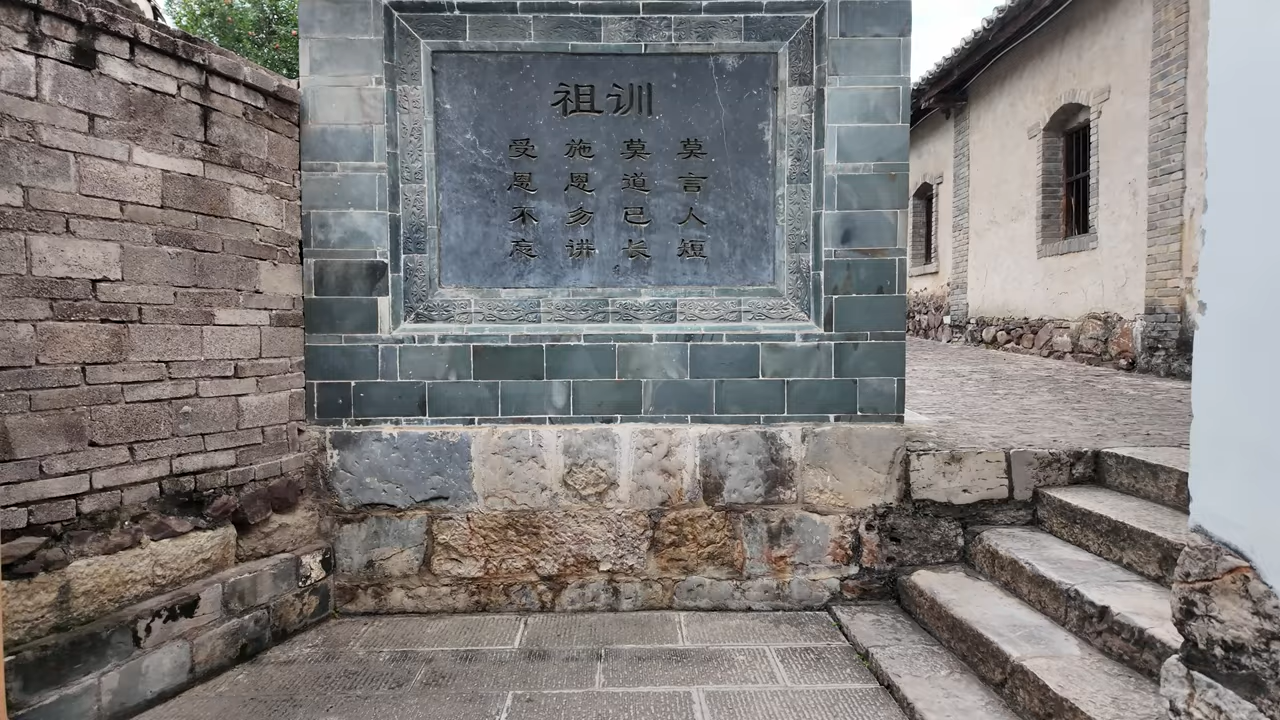 祖训
莫言人短
莫道己长
施恩勿讲
受恩不忘